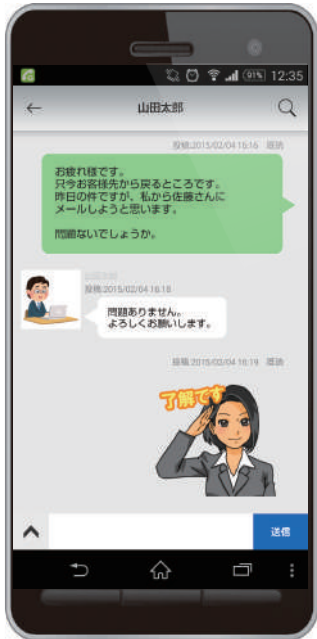 91% 12:35
山田太郎
投稿:2015/02/04 16:16 既読
お疲れ様です。
只今お客様先から戻るところです。
昨日の件ですが、私から佐藤さんに
メールしようと思います。
問題ないでしょうか。
山田太郎
投稿:2015/02/04 16:18
問題ありません。
よろしくお願いします。
投稿:2015/02/04 16:19 既読
了解です
送信